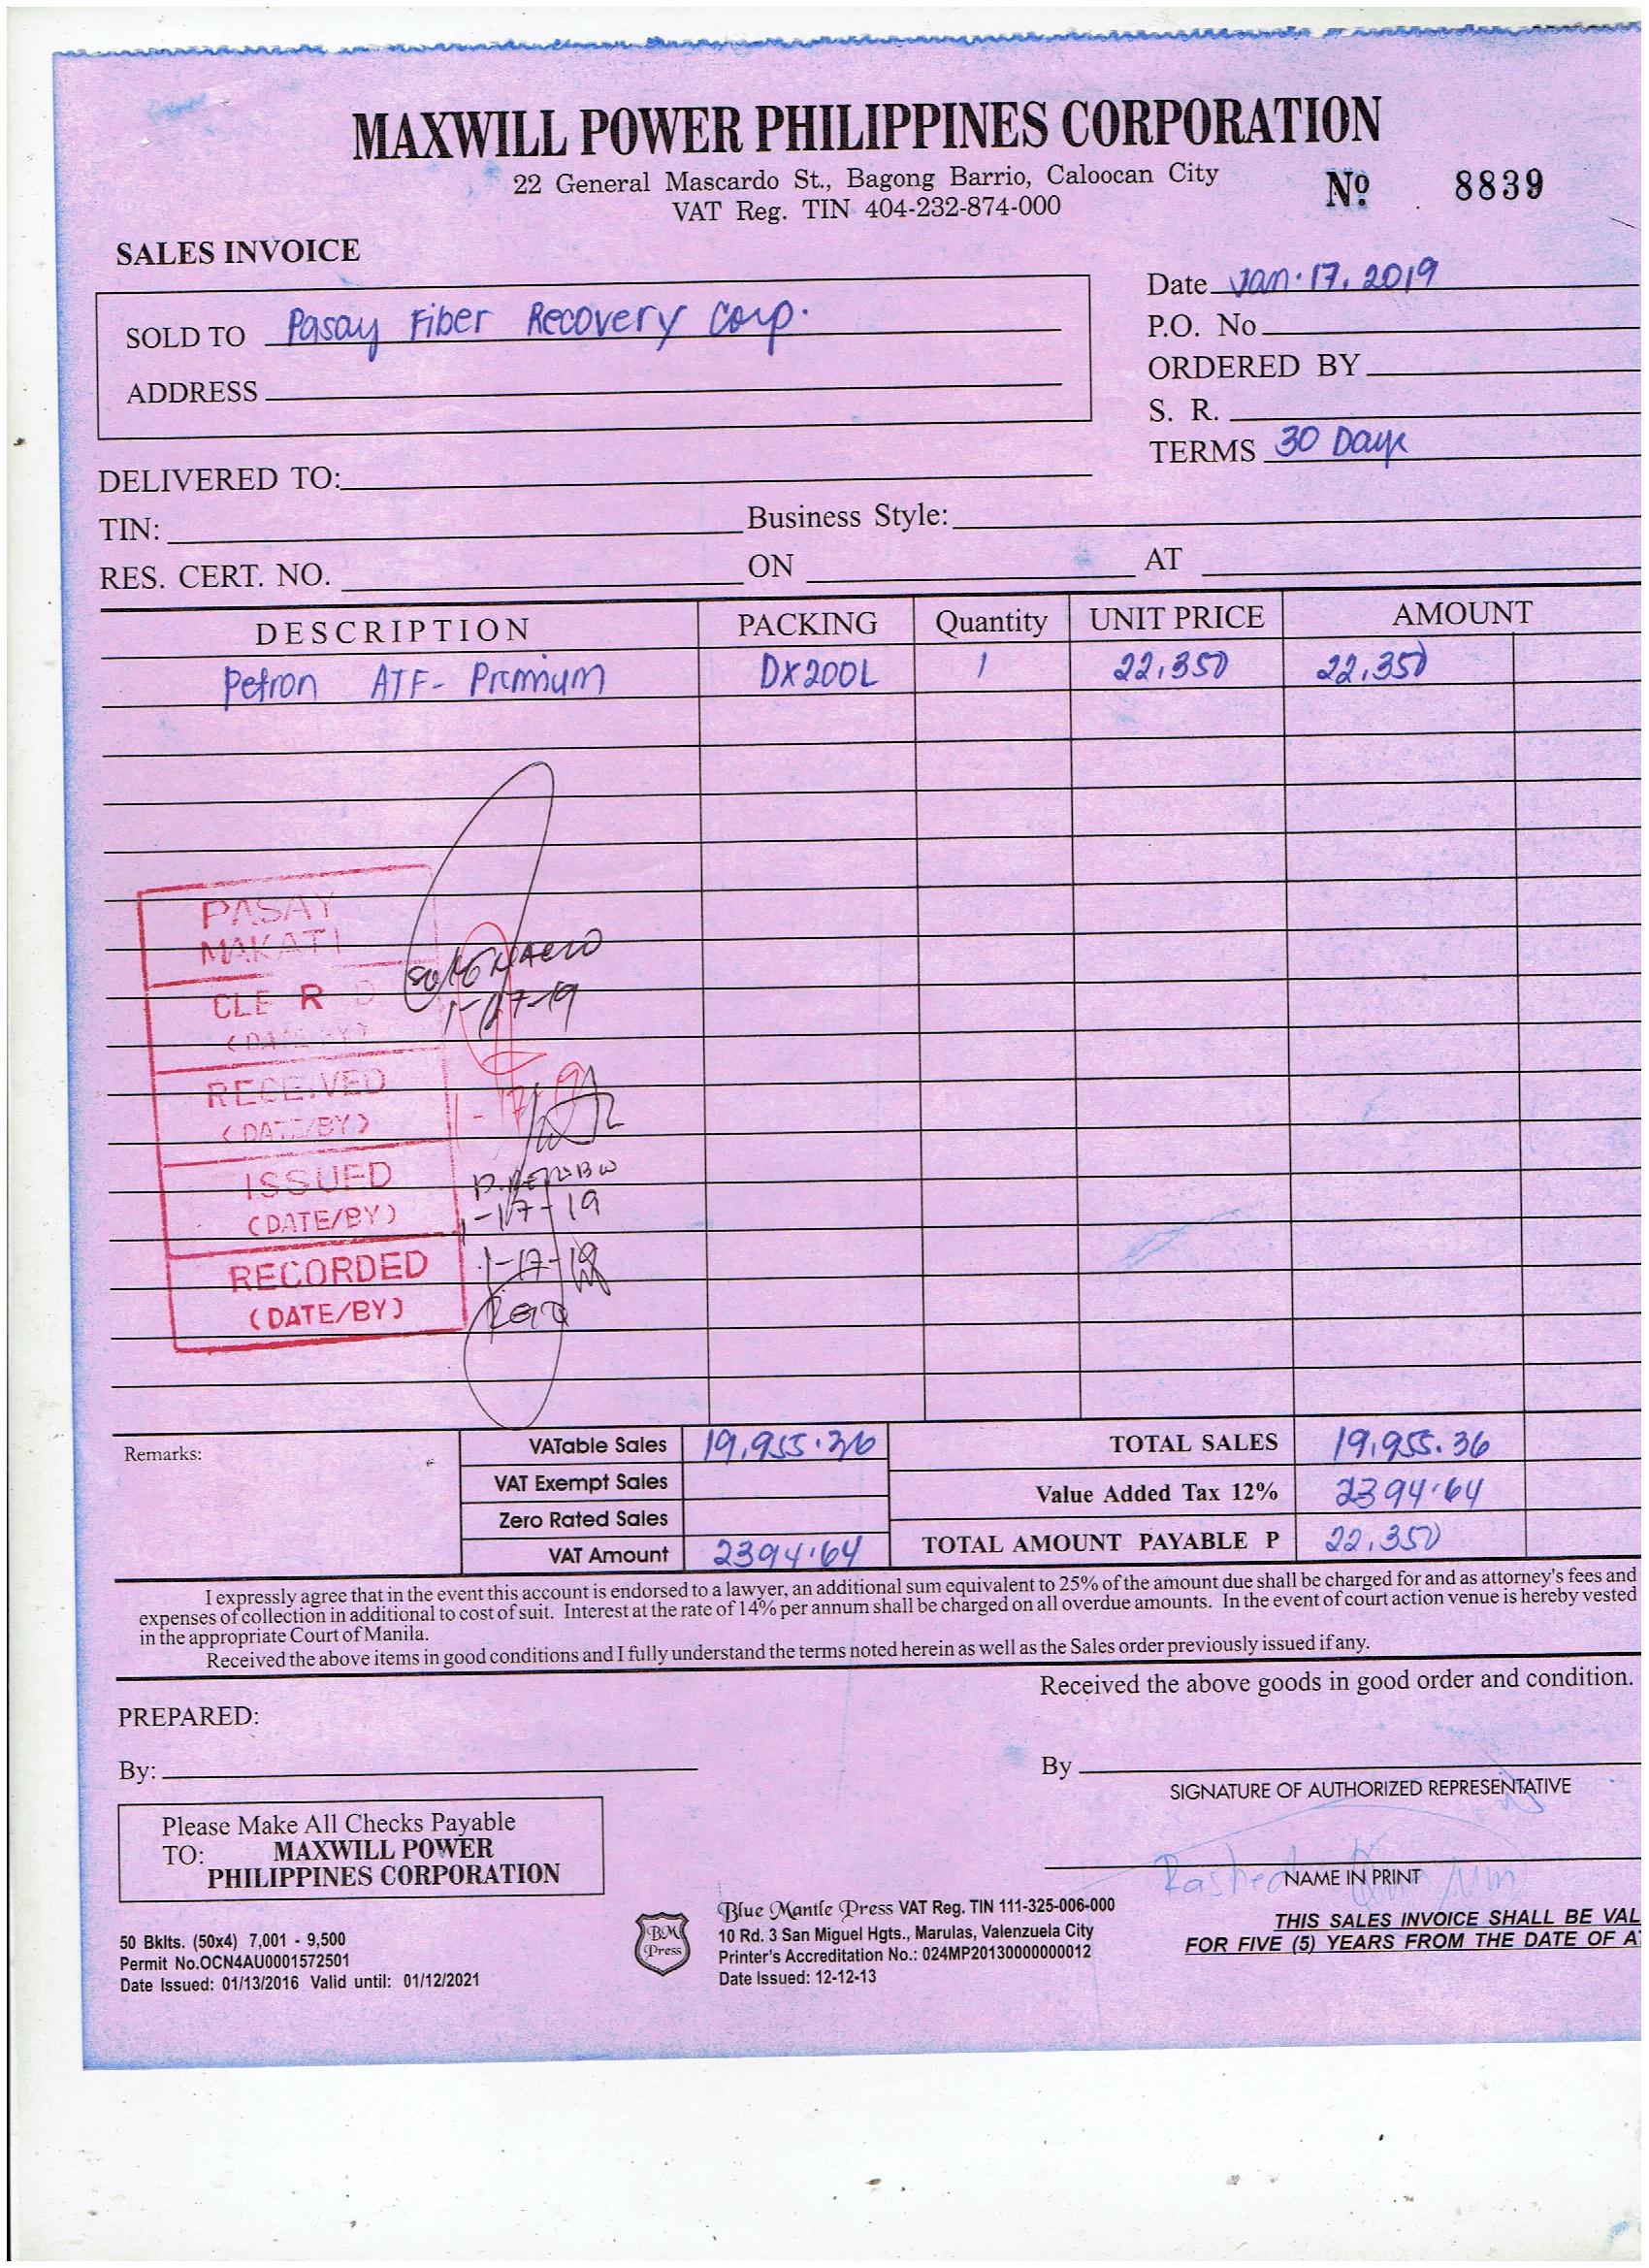 MAXWILL POWER PHILIPPINES CORPORATION
22 General Mascardo St., Bagong Barrio, Caloocan City
VAT Reg. TIN 404-232-874-000
Nº 8839
SALES INVOICE
Date Jan. 17, 2019
SOLD TO Pasay Fiber Recovery Corp.
P.O. No
ORDERED BY
ADDRESS
S. R.
TERMS 30 Days
DELIVERED TO:
TIN: Business Style:
RES. CERT. NO. ON AT
DESCRIPTION PACKING Quantity UNIT PRICE AMOUNT
Petron ATF- Premium DX200L 1 22,350 22,350
PASAY
MAKATI
CLE R D
(DATE/BY)
1-17-19
RECEIVED
(DATE/BY)
1-17-19
ISSUED
(DATE/BY)
1-17-19
RECORDED
(DATE/BY)
1-17-19
Remarks:
VATable Sales 19,955.36 TOTAL SALES 19,955.36
VAT Exempt Sales
Value Added Tax 12% 2394.64
Zero Rated Sales
VAT Amount 2394.64 TOTAL AMOUNT PAYABLE P 22,350
I expressly agree that in the event this account is endorsed to a lawyer, an additional sum equivalent to 25% of the amount due shall be charged for and as attorney's fees and
expenses of collection in additional to cost of suit. Interest at the rate of 14% per annum shall be charged on all overdue amounts. In the event of court action venue is hereby vested
in the appropriate Court of Manila.
Received the above items in good conditions and I fully understand the terms noted herein as well as the Sales order previously issued if any.
Received the above goods in good order and condition.
PREPARED:
By:
By
SIGNATURE OF AUTHORIZED REPRESENTATIVE
Please Make All Checks Payable
TO: MAXWILL POWER
PHILIPPINES CORPORATION
NAME IN PRINT
50 Bklts. (50x4) 7,001 - 9,500
Permit No.OCN4AU0001572501
Date Issued: 01/13/2016 Valid until: 01/12/2021
BM
Press
Blue Mantle Press VAT Reg. TIN 111-325-006-000
10 Rd. 3 San Miguel Hgts., Marulas, Valenzuela City
Printer's Accreditation No.: 024MP20130000000012
Date Issued: 12-12-13
THIS SALES INVOICE SHALL BE VAL
FOR FIVE (5) YEARS FROM THE DATE OF A